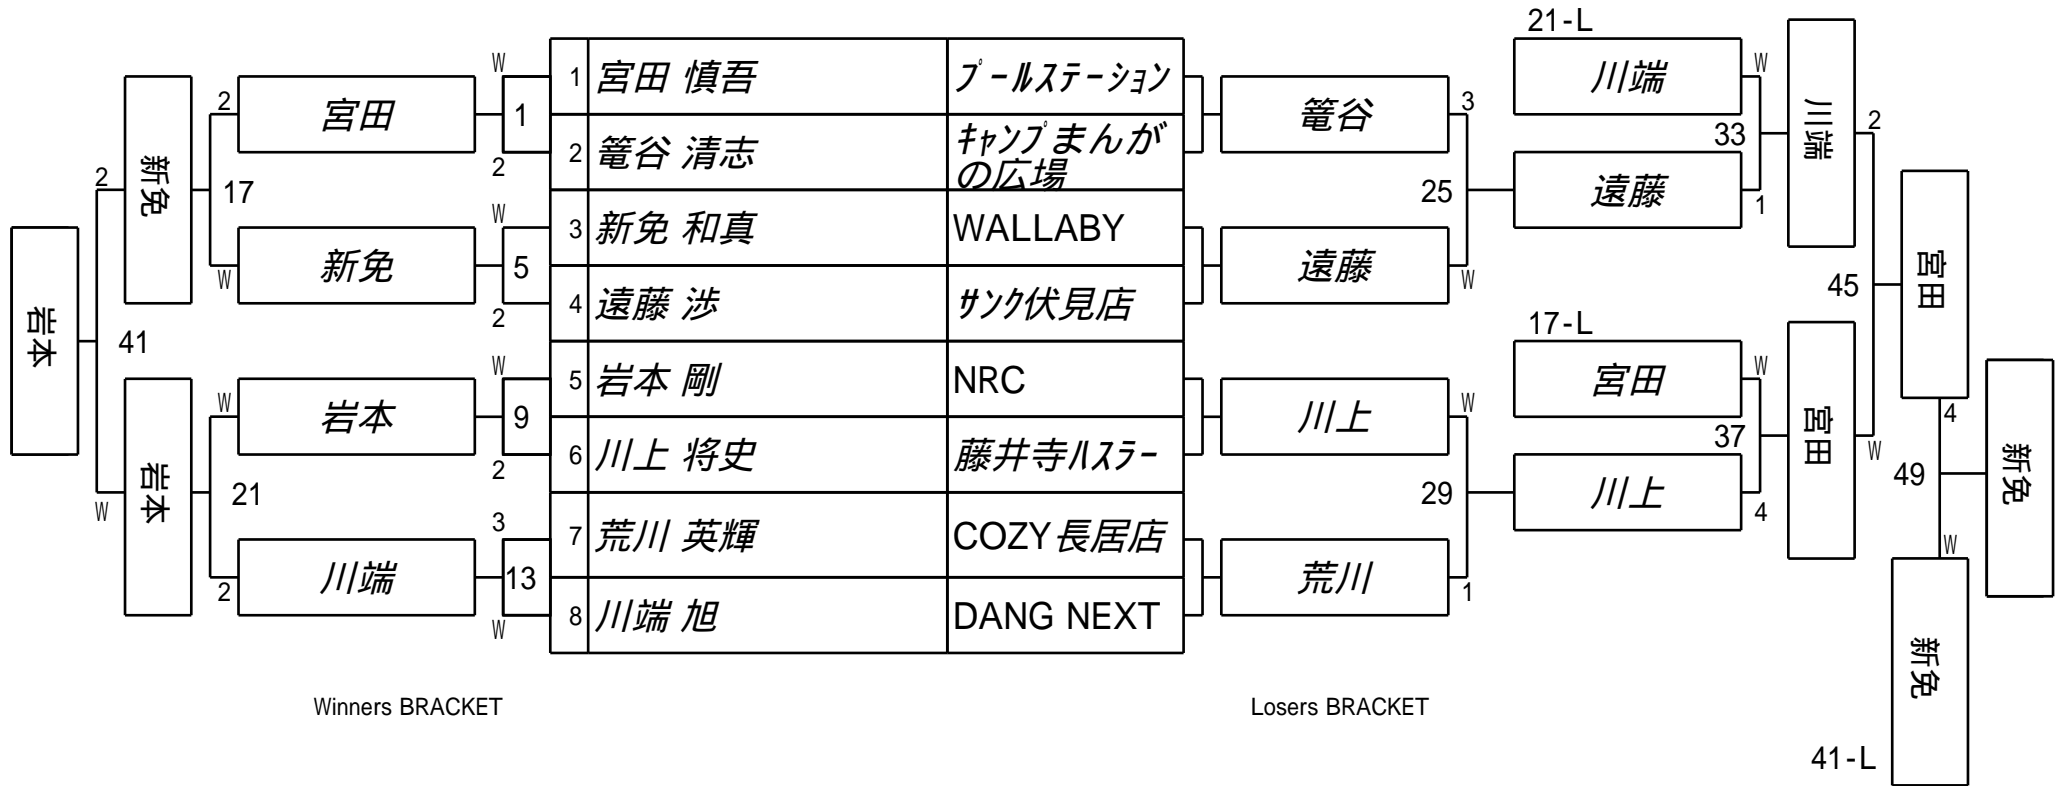 21-L
1 宮田 慎吾 プールステーション
2 篭谷 清志 キャンプまんが
の広場
3 新免 和真 WALLABY
4 遠藤 渉 サンク伏見店
5 岩本 剛 NRC
6 川上 将史 藤井寺ハスラー
7 荒川 英輝 COZY長居店
8 川端 旭 DANG NEXT
W
1
2
W
5
2
W
9
2
3
13
W
2
宮田
17
W
新免
W
岩本
21
2
川端
2
新免
41
W
岩本
岩本
篭谷
3
25
遠藤
W
川上
W
29
荒川
1
川端
W
33
遠藤
1
17-L
宮田
W
37
川上
4
川端
2
45
宮田
W
宮田
4
49
W
新免
新免
41-L
Winners BRACKET
Losers BRACKET